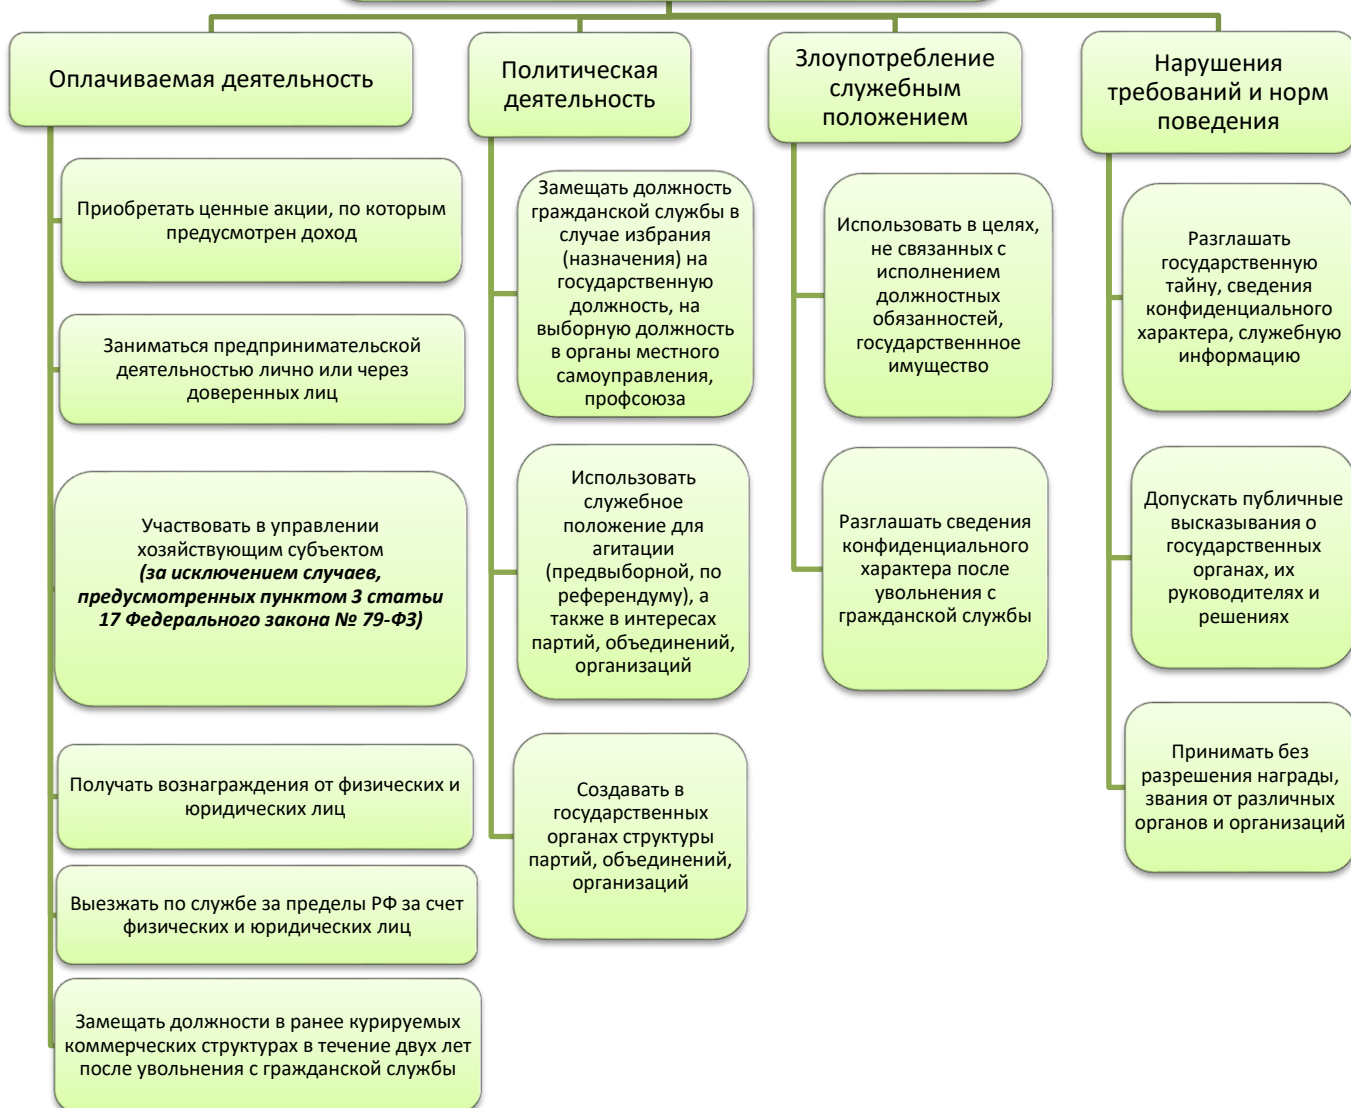 Оплачиваемая деятельность
Приобретать ценные акции, по которым
предусмотрен доход
Заниматься предпринимательской
деятельностью лично или через
доверенных лиц
Участвовать в управлении
хозяйствующим субъектом
(за исключением случаев,
предусмотренных пунктом 3 статьи
17 Федерального закона № 79-ФЗ)
Получать вознаграждения от физических и
юридических лиц
Выезжать по службе за пределы РФ за счет
физических и юридических лиц
Замещать должности в ранее курируемых
коммерческих структурах в течение двух лет
после увольнения с гражданской службы
Политическая
деятельность
Замещать должность
гражданской службы в
случае избрания
(назначения) на
государственную
должность, на
выборную должность
в органы местного
самоуправления,
профсоюза
Использовать
служебное
положение для
агитации
(предвыборной, по
референдуму), а
также в интересах
партий, объединений,
организаций
Создавать в
государственных
органах структуры
партий, объединений,
организаций
Злоупотребление
служебным
положением
Использовать в целях,
не связанных с
исполнением
должностных
обязанностей,
государственнное
имущество
Разглашать сведения
конфиденциального
характера после
увольнения с
гражданской службы
Нарушения
требований и норм
поведения
Разглашать
государственную
тайну, сведения
конфиденциального
характера, служебную
информацию
Допускать публичные
высказывания о
государственных
органах, их
руководителях и
решениях
Принимать без
разрешения награды,
звания от различных
органов и организаций